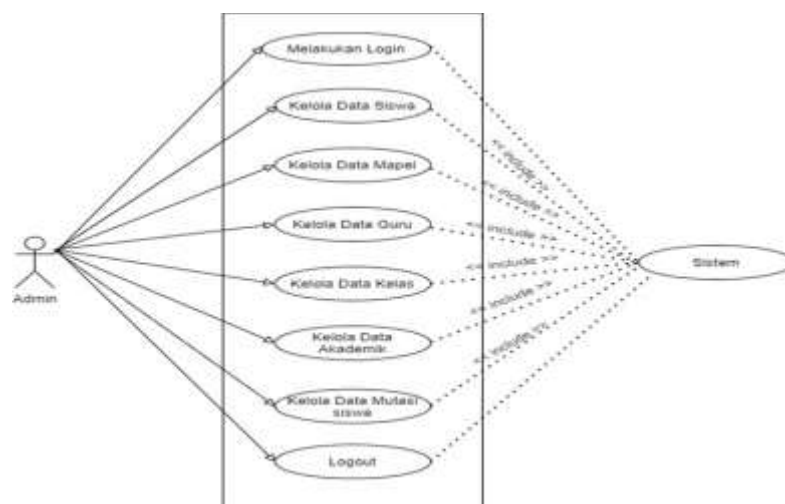 Melakukan Login
Kelola Data Siswa
Kelola Data Mapel
Kelola Data Guru
Kelola Data Kelas
Kelola Data
Akademik
Kelola Data Mutasi
siswa
Logout
Admin
<< include >>
<< include >>
<< include >>
<< include >>
<< include >>
<< include >>
Sistem